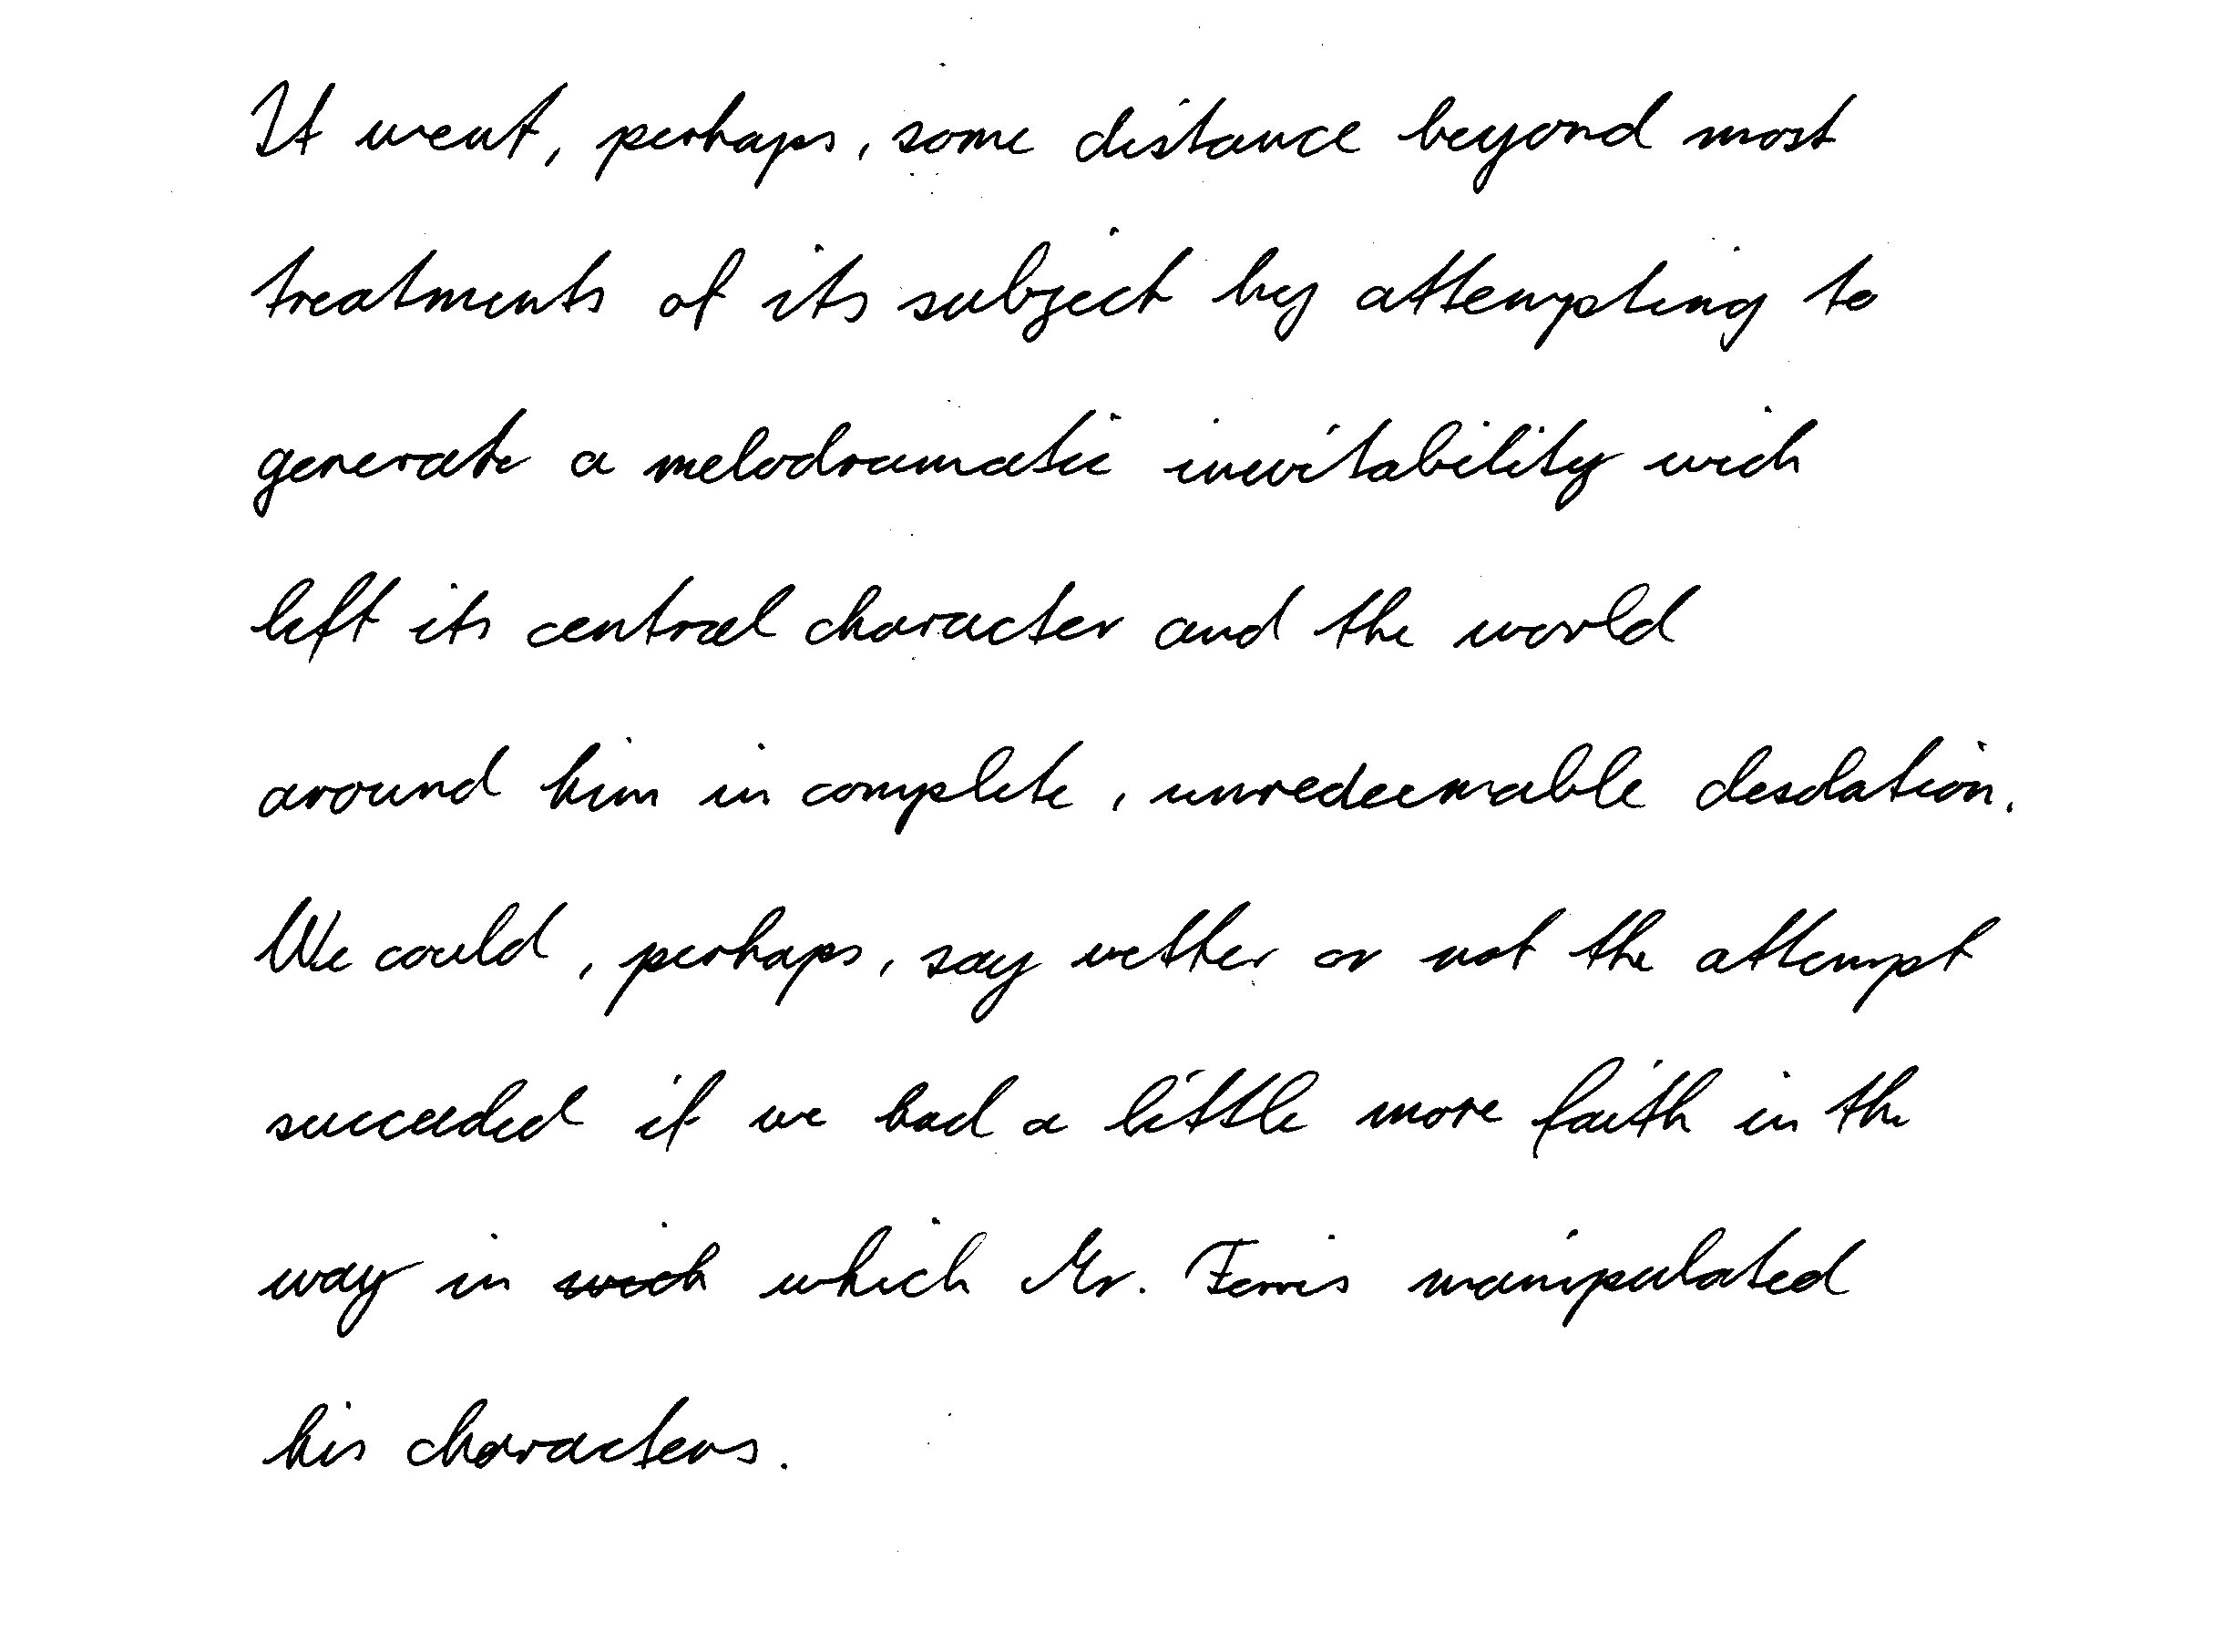 It went, perhaps, some distance beyond most
treatments of its subject by attempting to
generate a melodramatic inevitability wich
left its central character and the world
around him in complete, unredeemable desolation.
We could, perhaps, say wether or not the attempt
succeeded if we had a little more faith in the
way in wich which Mr. Ferris manipulated
his characters.